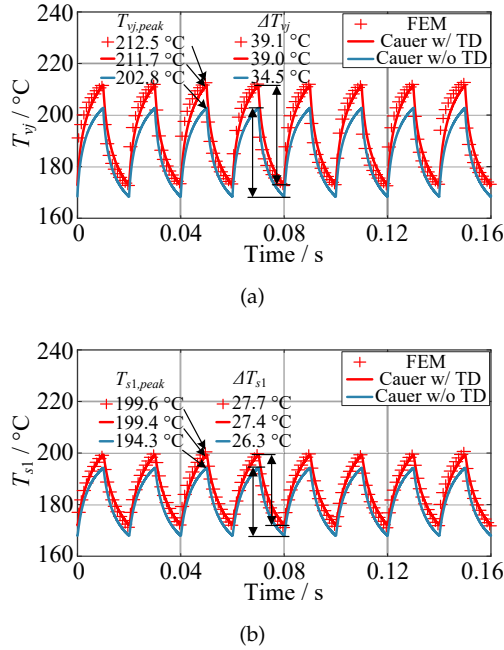 (a)
240
220
200
180
160
T_vj / °C
T_vj,peak
212.5 °C
211.7 °C
202.8 °C
ΔT_vj
39.1 °C
39.0 °C
34.5 °C
FEM
Cauer w/ TD
Cauer w/o TD
0 0.04 0.08 0.12 0.16
Time / s
(a)
240
220
200
180
160
T_s1 / °C
T_s1,peak
199.6 °C
199.4 °C
194.3 °C
ΔT_s1
27.7 °C
27.4 °C
26.3 °C
FEM
Cauer w/ TD
Cauer w/o TD
0 0.04 0.08 0.12 0.16
Time / s
(b)